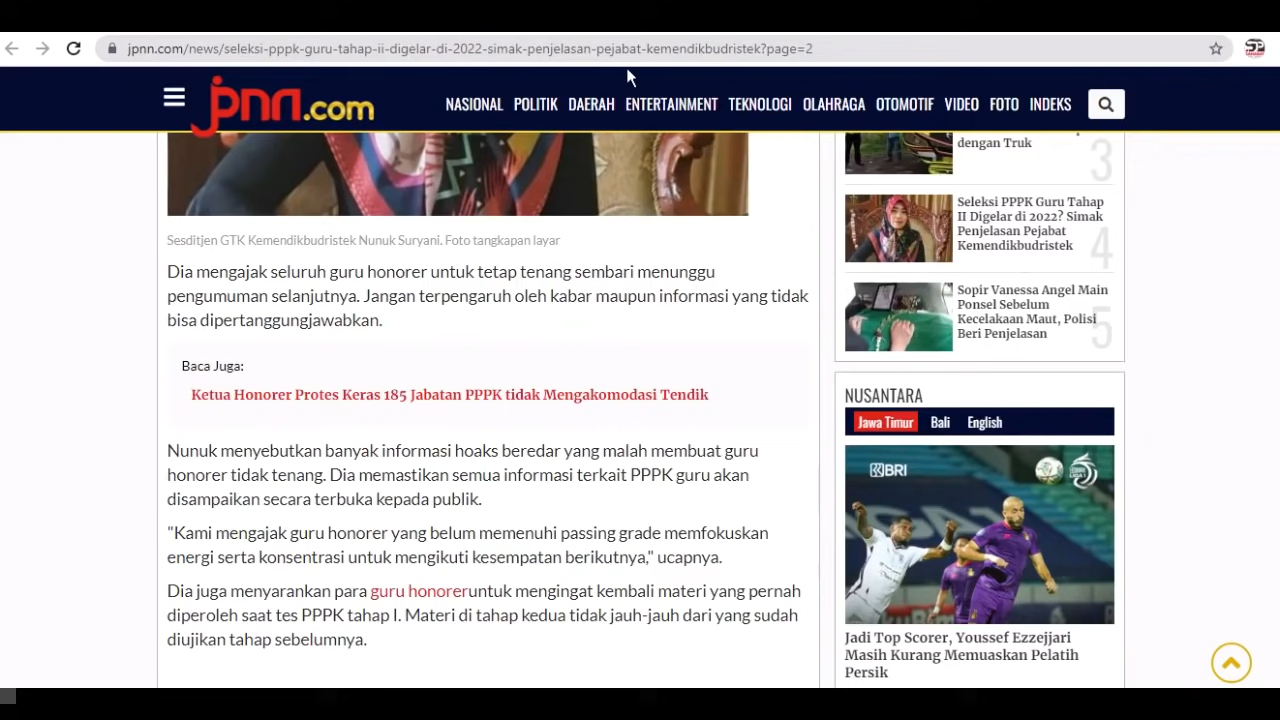 jpnn.com/news/seleksi-pppk-guru-tahap-ii-digelar-di-2022-simak-penjelasan-pejabat-kemendikbudristek?page=2
jpnn.com
NASIONAL POLITIK DAERAH ENTERTAINMENT TEKNOLOGI OLAHRAGA OTOMOTIF VIDEO FOTO INDEKS
Sesditjen GTK Kemendikbudristek Nunuk Suryani. Foto tangkapan layar
Dia mengajak seluruh guru honorer untuk tetap tenang sembari menunggu
pengumuman selanjutnya. Jangan terpengaruh oleh kabar maupun informasi yang tidak
bisa dipertanggungjawabkan.
Baca Juga:
Ketua Honorer Protes Keras 185 Jabatan PPPK tidak Mengakomodasi Tendik
Nunuk menyebutkan banyak informasi hoaks beredar yang malah membuat guru
honorer tidak tenang. Dia memastikan semua informasi terkait PPPK guru akan
disampaikan secara terbuka kepada publik.
"Kami mengajak guru honorer yang belum memenuhi passing grade memfokuskan
energi serta konsentrasi untuk mengikuti kesempatan berikutnya," ucapnya.
Dia juga menyarankan para guru honoreruntuk mengingat kembali materi yang pernah
diperoleh saat tes PPPK tahap I. Materi di tahap kedua tidak jauh-jauh dari yang sudah
diujikan tahap sebelumnya.
dengan Truk
3
Seleksi PPPK Guru Tahap
II Digelar di 2022? Simak
Penjelasan Pejabat
Kemendikbudristek
4
Sopir Vanessa Angel Main
Ponsel Sebelum
Kecelakaan Maut, Polisi
Beri Penjelasan
5
NUSANTARA
Jawa Timur Bali English
BRI
Jadi Top Scorer, Youssef Ezzejjari
Masih Kurang Memuaskan Pelatih
Persik